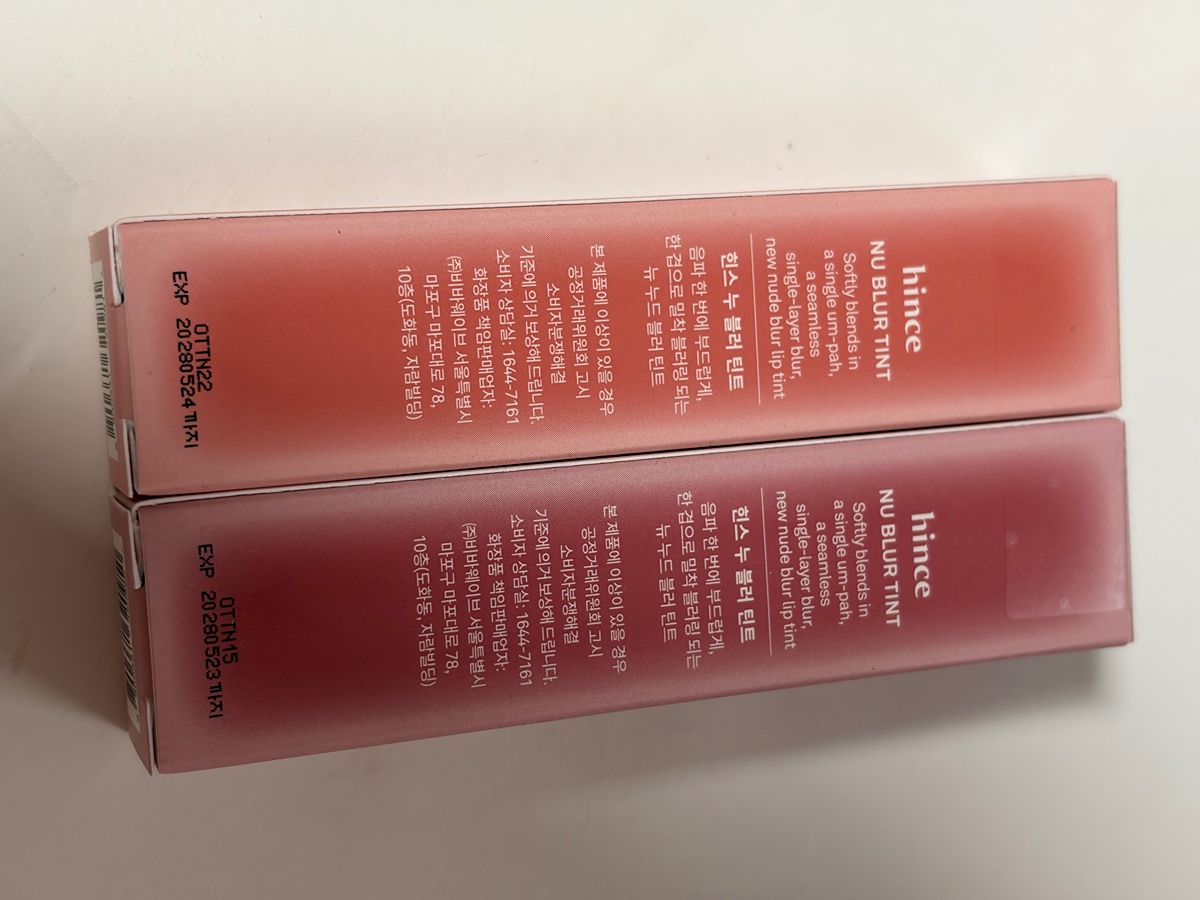 hince
NU BLUR TINT
Softly blends in
a single um-pah,
a seamless
single-layer blur,
new nude blur lip tint
힌스 누 블러 틴트
음파 한 번에 부드럽게,
한 겹으로 밀착 블러링 되는
뉴 누드 블러 틴트
본 제품에 이상이 있을 경우
공정거래위원회 고시
소비자분쟁해결
기준에 의거 보상해 드립니다.
소비자 상담실: 1644-7161
화장품 책임판매업자:
㈜비바웨이브 서울특별시
마포구 마포대로 78,
10층(도화동, 자람빌딩)
OTTN22
EXP 20280524 까지
hince
NU BLUR TINT
Softly blends in
a single um-pah,
a seamless
single-layer blur,
new nude blur lip tint
힌스 누 블러 틴트
음파 한 번에 부드럽게,
한 겹으로 밀착 블러링 되는
뉴 누드 블러 틴트
본 제품에 이상이 있을 경우
공정거래위원회 고시
소비자분쟁해결
기준에 의거 보상해 드립니다.
소비자 상담실: 1644-7161
화장품 책임판매업자:
㈜비바웨이브 서울특별시
마포구 마포대로 78,
10층(도화동, 자람빌딩)
OTTN15
EXP 20280523 까지